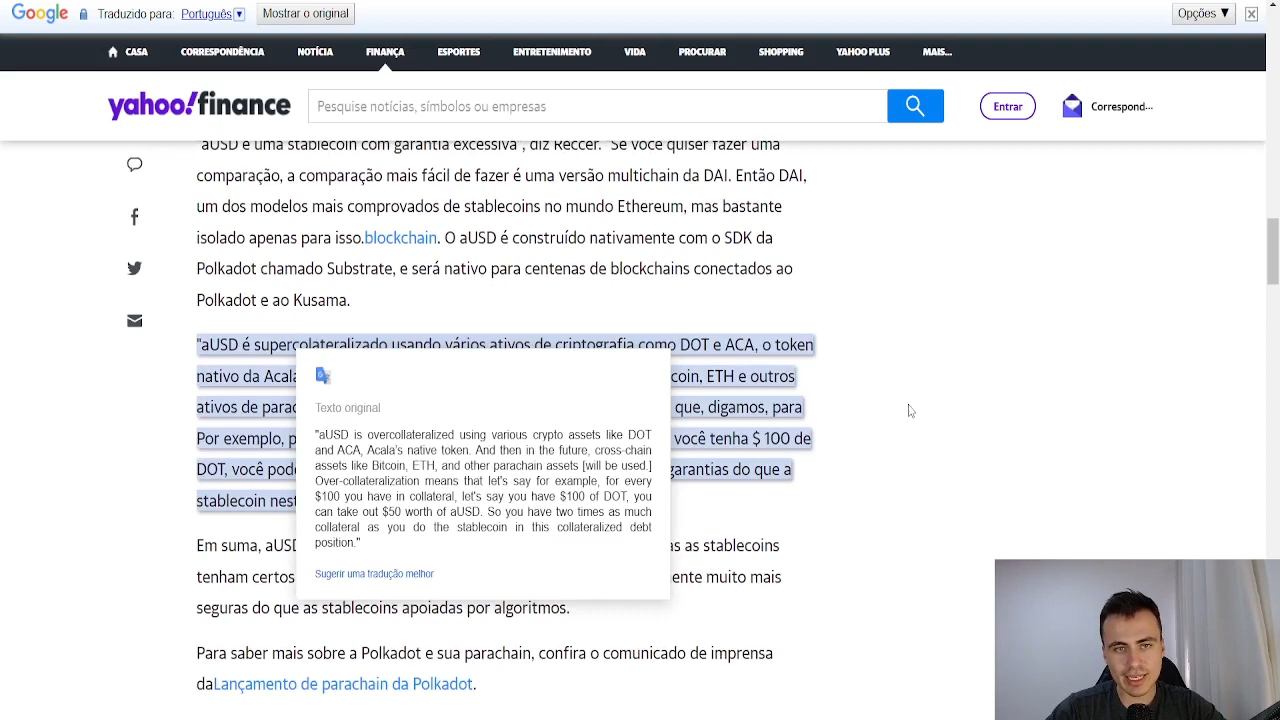 Google Traduzido para: Português▼ Mostrar o original Opções ▼
CASA CORRESPONDÊNCIA NOTÍCIA FINANÇA ESPORTES ENTRETENIMENTO VIDA PROCURAR SHOPPING YAHOO PLUS MAIS...
yahoo!finance Pesquise notícias, símbolos ou empresas Entrar Correspond...
"aUSD é uma stablecoin com garantia excessiva", diz Reccer. "Se você quiser fazer uma
comparação, a comparação mais fácil de fazer é uma versão multichain da DAI. Então DAI,
um dos modelos mais comprovados de stablecoins no mundo Ethereum, mas bastante
isolado apenas para isso.blockchain. O aUSD é construído nativamente com o SDK da
Polkadot chamado Substrate, e será nativo para centenas de blockchains conectados ao
Polkadot e ao Kusama.
"aUSD é supercolateralizado usando vários ativos de criptografia como DOT e ACA, o token
nativo da Acala coin, ETH e outros
ativos de parac que, digamos, para
Por exemplo, p você tenha $ 100 de
DOT, você pode garantias do que a
stablecoin nest
Texto original
"aUSD is overcollateralized using various crypto assets like DOT
and ACA, Acala's native token. And then in the future, cross-chain
assets like Bitcoin, ETH, and other parachain assets [will be used.]
Over-collateralization means that let's say for example, for every
$100 you have in collateral, let's say you have $100 of DOT, you
can take out $50 worth of aUSD. So you have two times as much
collateral as you do the stablecoin in this collateralized debt
position."
Sugerir uma tradução melhor
Em suma, aUSD as as stablecoins
tenham certos ente muito mais
seguras do que as stablecoins apoiadas por algoritmos.
Para saber mais sobre a Polkadot e sua parachain, confira o comunicado de imprensa
daLançamento de parachain da Polkadot.